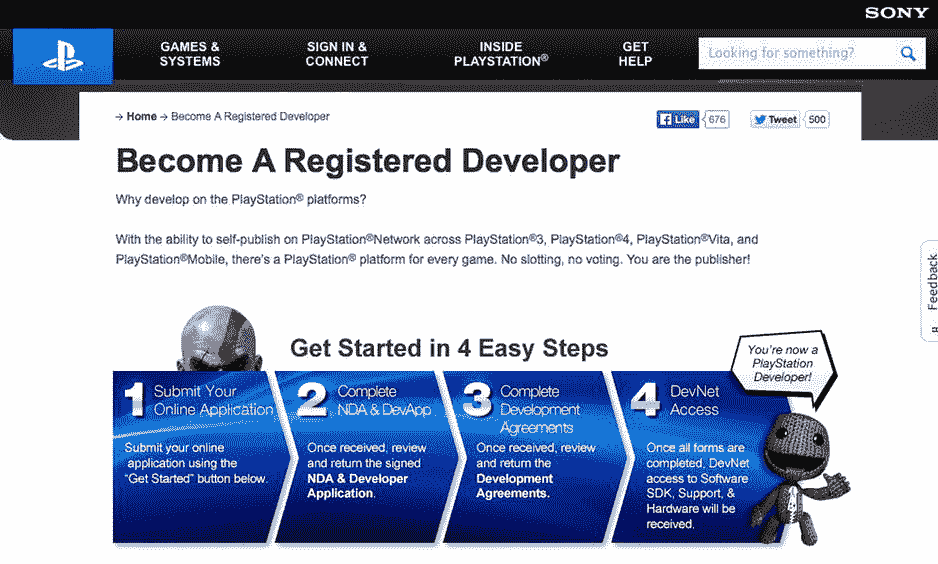 SONY
GAMES &
SYSTEMS
SIGN IN &
CONNECT
INSIDE
PLAYSTATION®
GET
HELP
Looking for something?
→ Home → Become A Registered Developer
Like 676
Tweet 500
Become A Registered Developer
Why develop on the PlayStation® platforms?
With the ability to self-publish on PlayStation®Network across PlayStation®3, PlayStation®4, PlayStation®Vita, and
PlayStation®Mobile, there's a PlayStation® platform for every game. No slotting, no voting. You are the publisher!
Feedback
Get Started in 4 Easy Steps
You're now a
PlayStation
Developer!
1 Submit Your
Online Application
Submit your online
application using the
"Get Started" button below.
2 Complete
NDA & DevApp
Once received, review
and return the signed
NDA & Developer
Application.
3 Complete
Development
Agreements
Once received, review
and return the
Development
Agreements.
4 DevNet
Access
Once all forms are
completed, DevNet
access to Software
SDK, Support, &
Hardware will be
received.